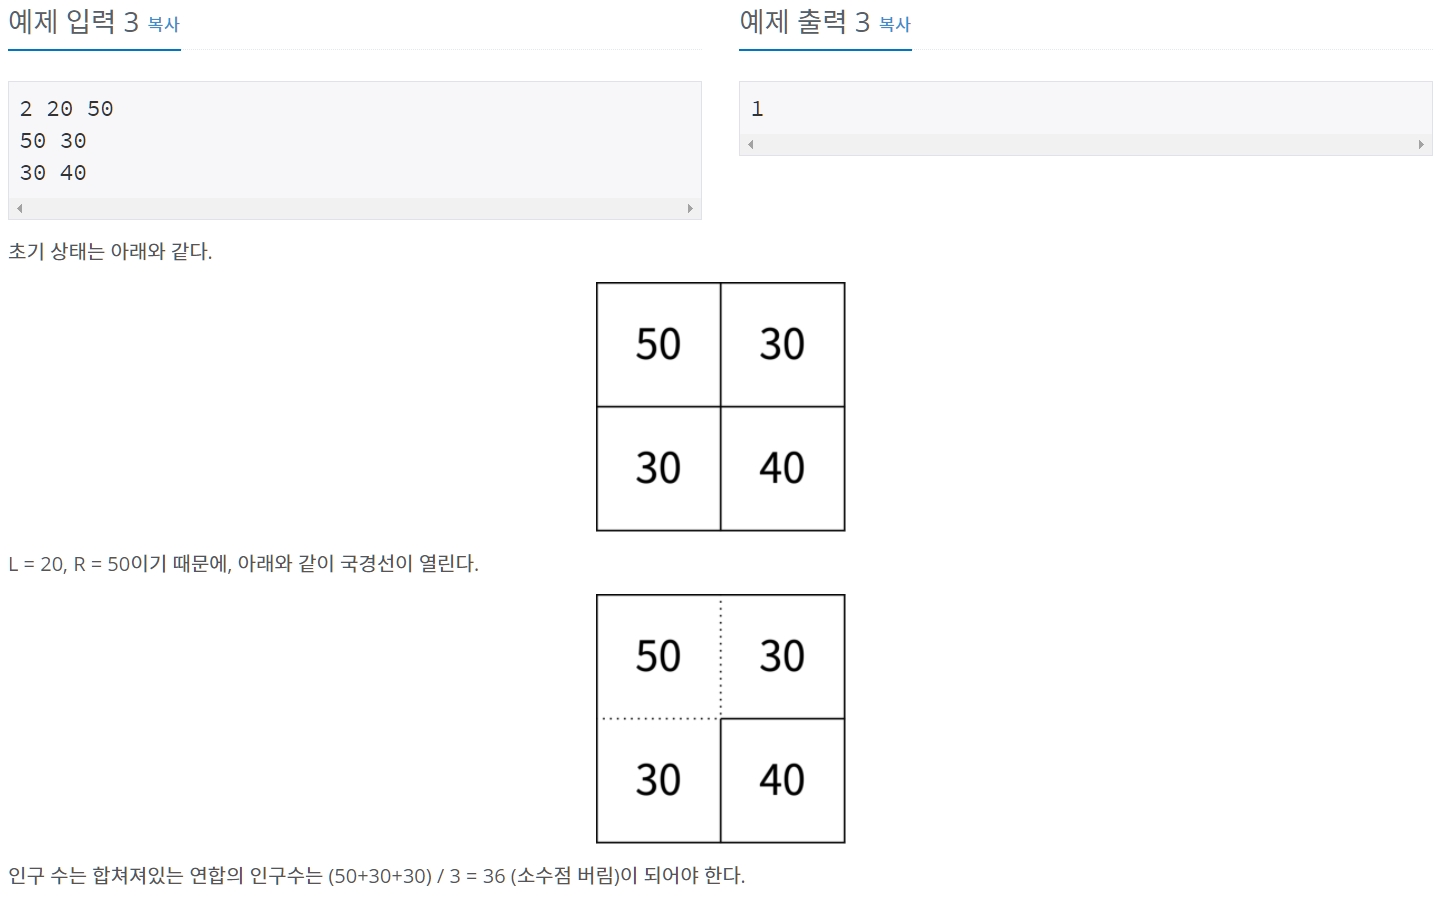 예제 입력 3 복사
2 20 50
50 30
30 40
예제 출력 3 복사
1
초기 상태는 아래와 같다.
50 30
30 40
L = 20, R = 50이기 때문에, 아래와 같이 국경선이 열린다.
50 30
30 40
인구 수는 합쳐져있는 연합의 인구수는 (50+30+30) / 3 = 36 (소수점 버림)이 되어야 한다.